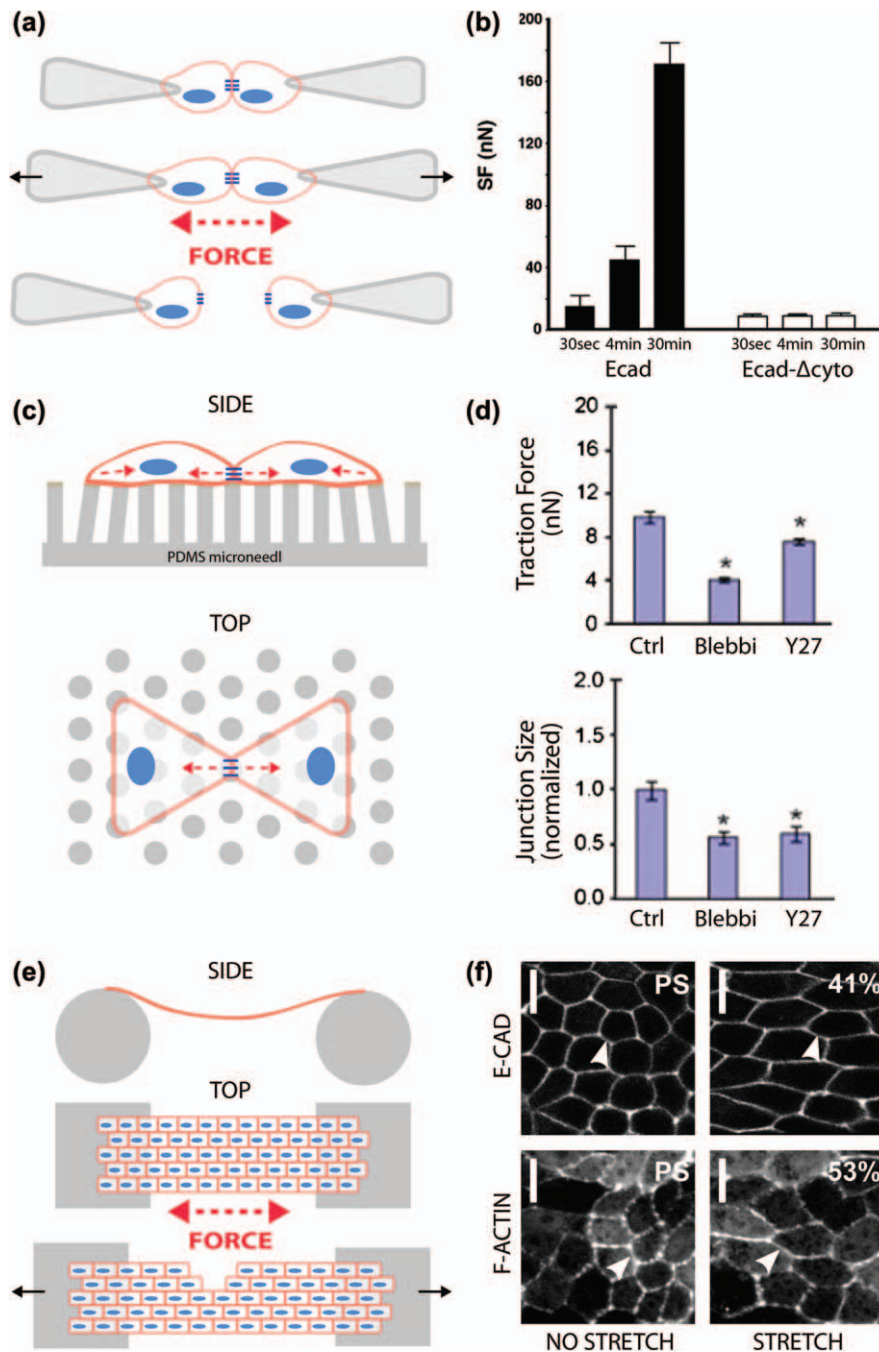 (a)
FORCE
(b)
200
160
120
80
40
0
SF (nN)
30sec 4min 30min 30sec 4min 30min
Ecad Ecad-Δcyto
(c)
SIDE
PDMS microneedl
TOP
(d)
20
16
12
8
4
0
Traction Force
(nN)
*
*
Ctrl Blebbi Y27
2.0
1.5
1.0
0.5
0.0
Junction Size
(normalized)
*
*
Ctrl Blebbi Y27
(e)
SIDE
TOP
FORCE
(f)
E-CAD
PS
41%
F-ACTIN
PS
53%
NO STRETCH STRETCH